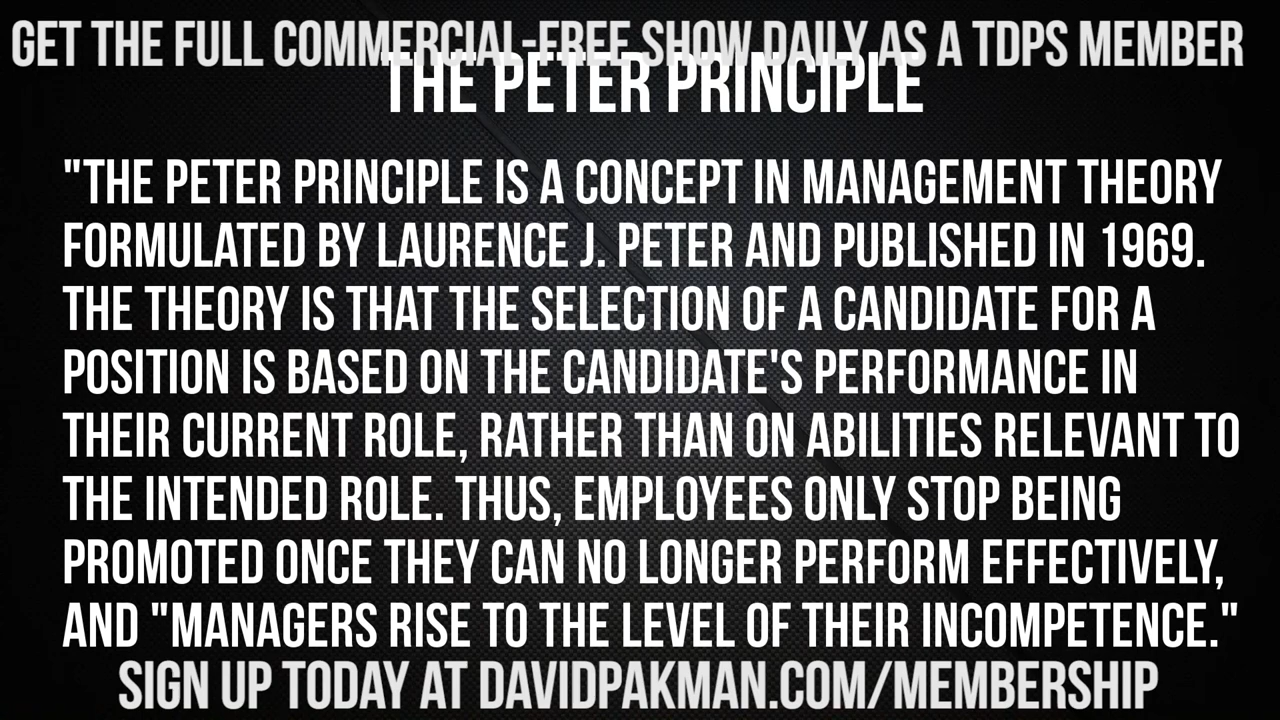 GET THE FULL COMMERCIAL-FREE SHOW DAILY AS A TDPS MEMBER
THE PETER PRINCIPLE
"THE PETER PRINCIPLE IS A CONCEPT IN MANAGEMENT THEORY
FORMULATED BY LAURENCE J. PETER AND PUBLISHED IN 1969.
THE THEORY IS THAT THE SELECTION OF A CANDIDATE FOR A
POSITION IS BASED ON THE CANDIDATE'S PERFORMANCE IN
THEIR CURRENT ROLE, RATHER THAN ON ABILITIES RELEVANT TO
THE INTENDED ROLE. THUS, EMPLOYEES ONLY STOP BEING
PROMOTED ONCE THEY CAN NO LONGER PERFORM EFFECTIVELY,
AND "MANAGERS RISE TO THE LEVEL OF THEIR INCOMPETENCE."
SIGN UP TODAY AT DAVIDPAKMAN.COM/MEMBERSHIP